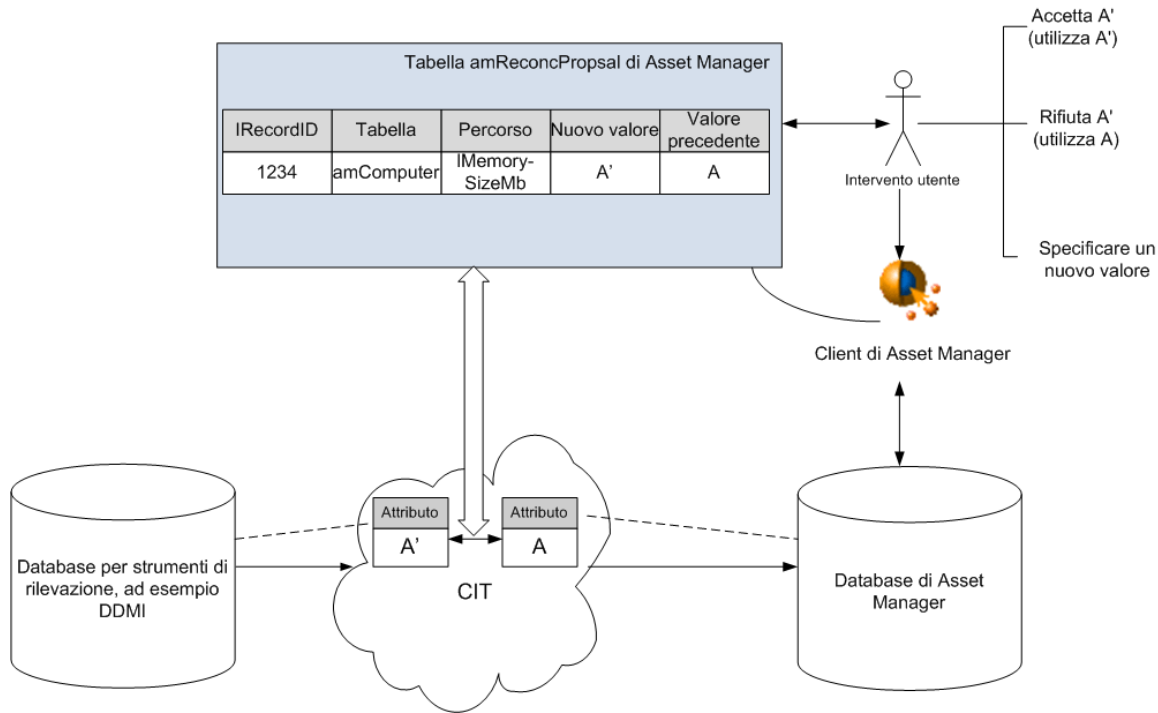 Accetta A'
(utilizza A')
Tabella amReconcPropsal di Asset Manager
IRecordID
Tabella
Percorso
Nuovo valore
Valore
precedente
1234
amComputer
IMemory-
SizeMb
A'
A
Rifiuta A'
(utilizza A)
Intervento utente
Specificare un
nuovo valore
Client di Asset Manager
Attributo
Attributo
A'
A
CIT
Database per strumenti di
rilevazione, ad esempio
DDMI
Database di Asset
Manager